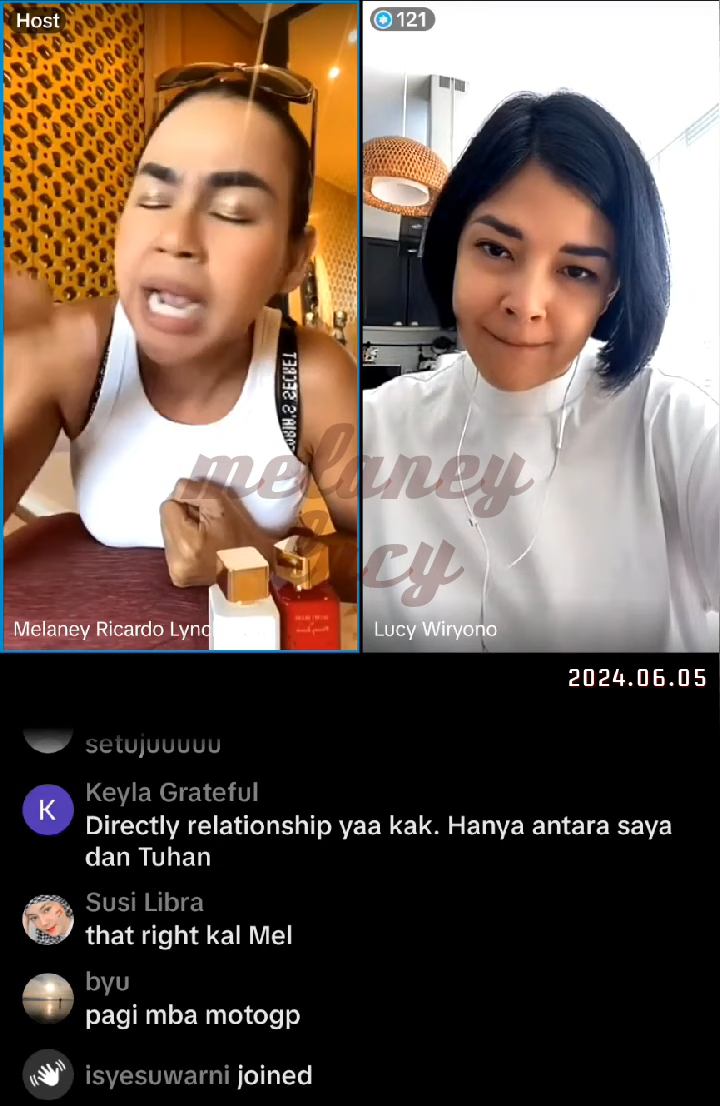 Host
121
melaney
Melaney Ricardo Lync
Lucy Wiryono
2024.06.05
setujuuuuu
K
Keyla Grateful
Directly relationship yaa kak. Hanya antara saya
dan Tuhan
Susi Libra
that right kal Mel
byu
pagi mba motogp
isyesuwarni joined